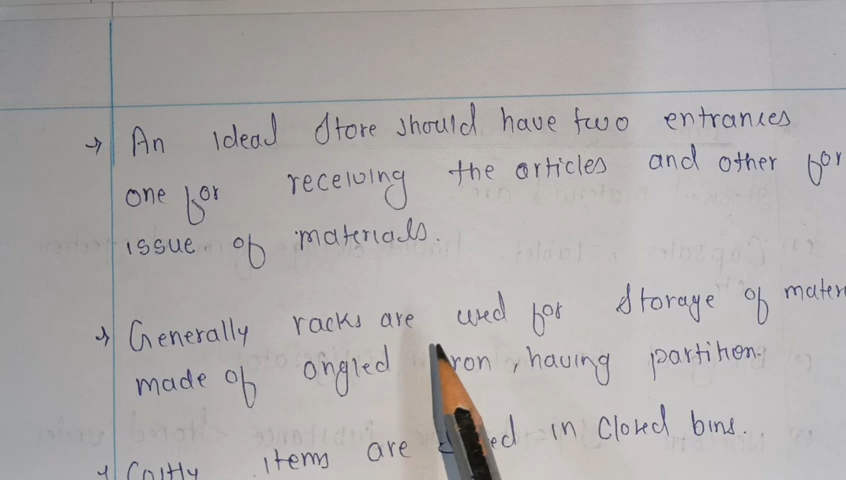 → An ideal store should have two entrances
one for receiving the articles and other for
issue of materials.
→ Generally racks are used for storage of mater
made of angled iron, having partition.
→ Costly items are in closed bins.